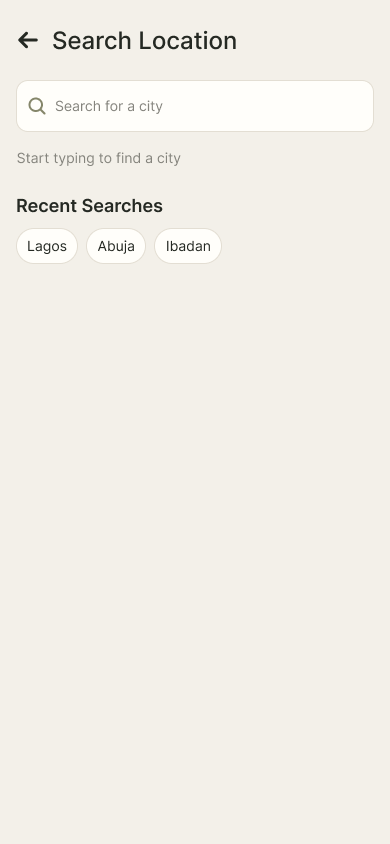 Search Location
Search for a city
Start typing to find a city
Recent Searches
Lagos Abuja Ibadan